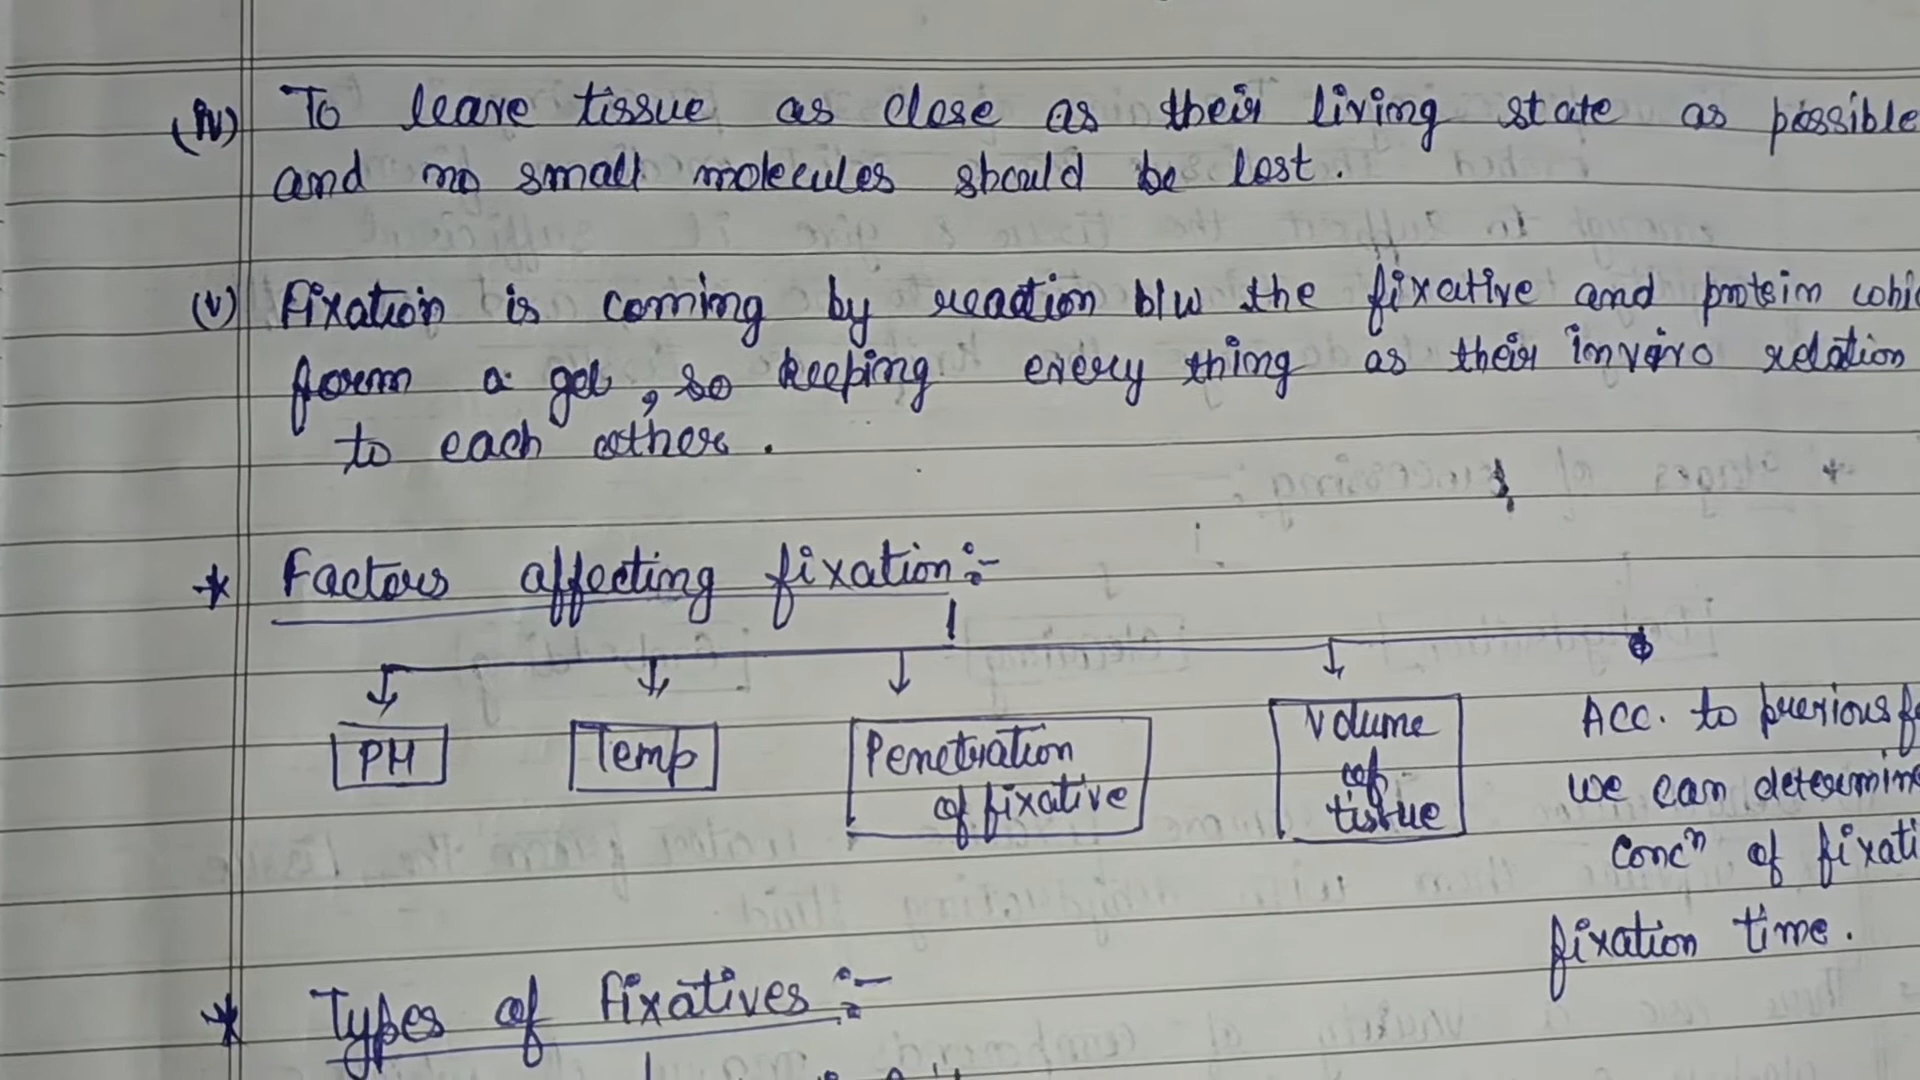 (iv) To leave tissue as close as their living state as possible
and no small molecules should be lost.
(v) Fixation is coming by reaction b/w the fixative and protein
form a gel, so keeping every thing as their invivo relation
to each other.
* Factors affecting fixation:-
PH
Temp
Penetration
of fixative
Volume
of
tissue
Acc. to previous
we can determine
concn of
fixation time.
* Types of fixatives:-